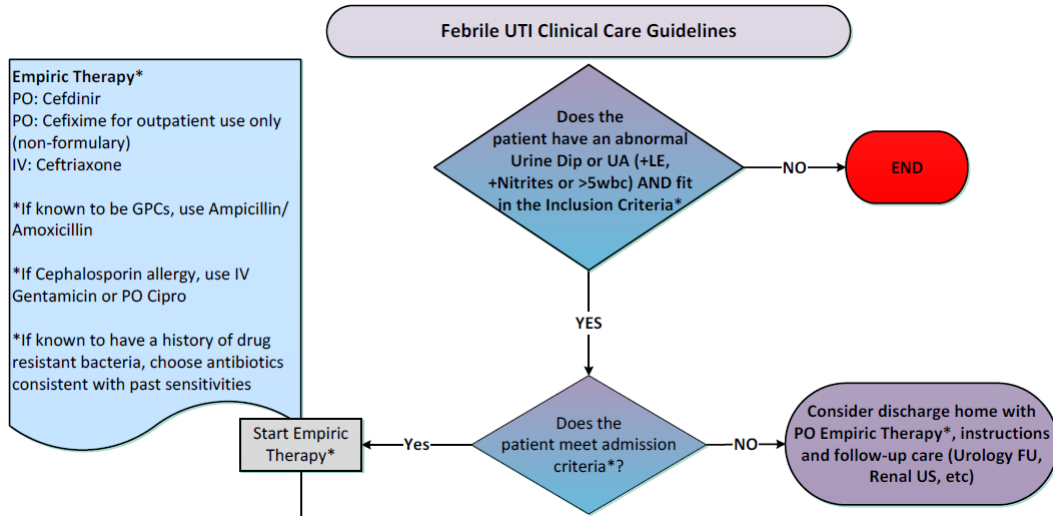 Febrile UTI Clinical Care Guidelines
Empiric Therapy*
PO: Cefdinir
PO: Cefixime for outpatient use only
(non-formulary)
IV: Ceftriaxone
*If known to be GPCs, use Ampicillin/
Amoxicillin
*If Cephalosporin allergy, use IV
Gentamicin or PO Cipro
*If known to have a history of drug
resistant bacteria, choose antibiotics
consistent with past sensitivities
Does the
patient have an abnormal
Urine Dip or UA (+LE,
+Nitrites or >5wbc) AND fit
in the Inclusion Criteria*
NO
END
YES
Does the
patient meet admission
criteria*?
Yes
Start Empiric
Therapy*
NO
Consider discharge home with
PO Empiric Therapy*, instructions
and follow-up care (Urology FU,
Renal US, etc)